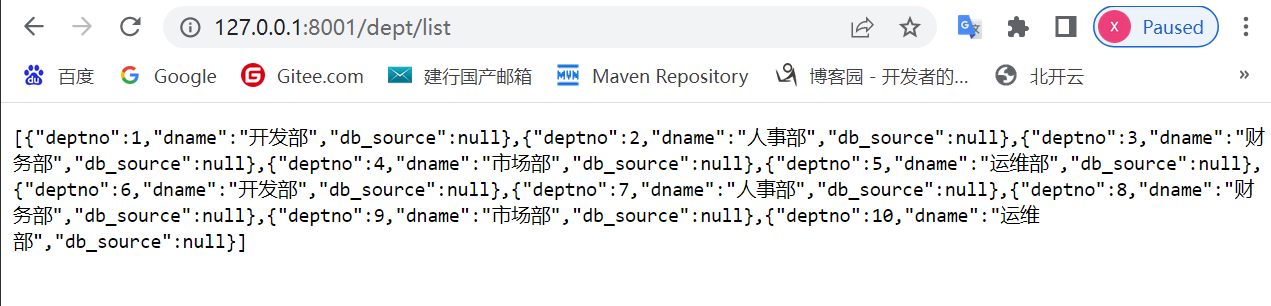 127.0.0.1:8001/dept/list
X
Paused
百度
Google
Gitee.com
建行国产邮箱
MVN
Maven Repository
博客园 - 开发者的...
北开云
»
[{"deptno":1,"dname":"开发部","db_source":null},{"deptno":2,"dname":"人事部","db_source":null},{"deptno":3,"dname":"财
务部","db_source":null},{"deptno":4,"dname":"市场部","db_source":null},{"deptno":5,"dname":"运维部","db_source":null},
{"deptno":6,"dname":"开发部","db_source":null},{"deptno":7,"dname":"人事部","db_source":null},{"deptno":8,"dname":"财
务部","db_source":null},{"deptno":9,"dname":"市场部","db_source":null},{"deptno":10,"dname":"运维
部","db_source":null}]